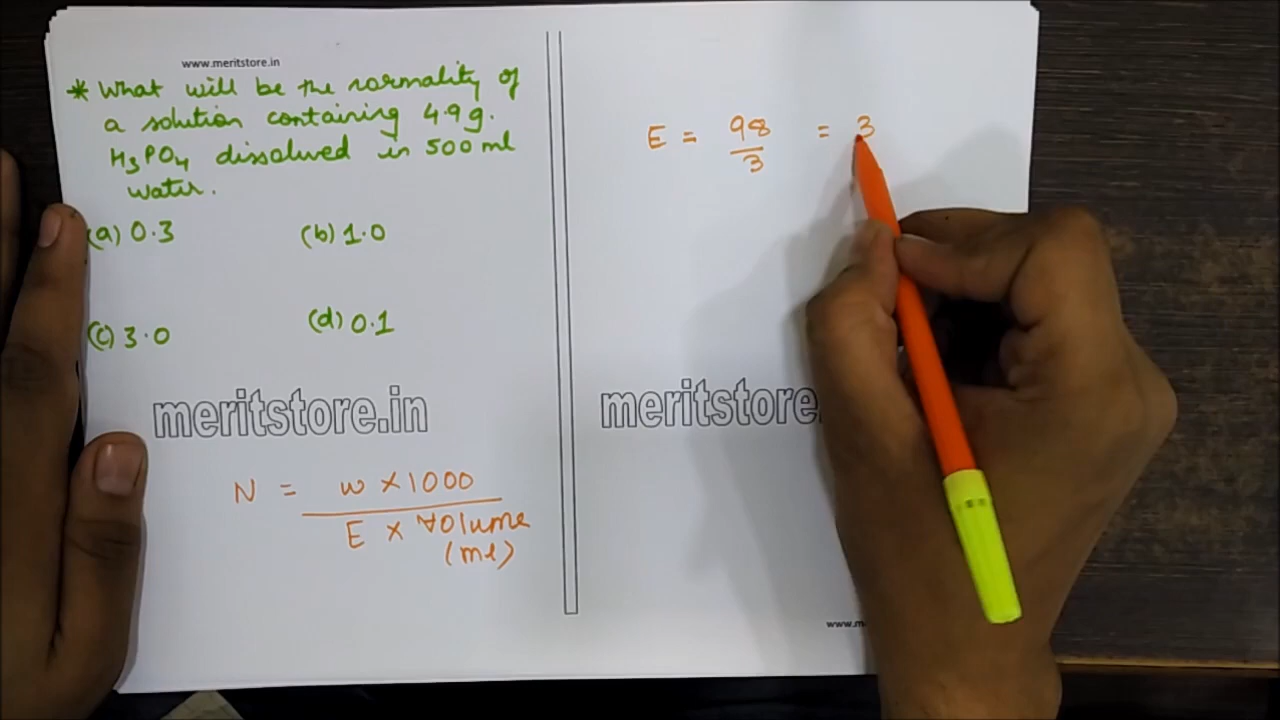 www.meritstore.in
* What will be the normality of
a solution containing 4.9g.
H₃PO₄ dissolved in 500 ml
water.
(a) 0.3 (b) 1.0
(c) 3.0 (d) 0.1
meritstore.in
N = w × 1000
E × Volume
(ml)
E = 98 = 3
3
meritstore.
www.m